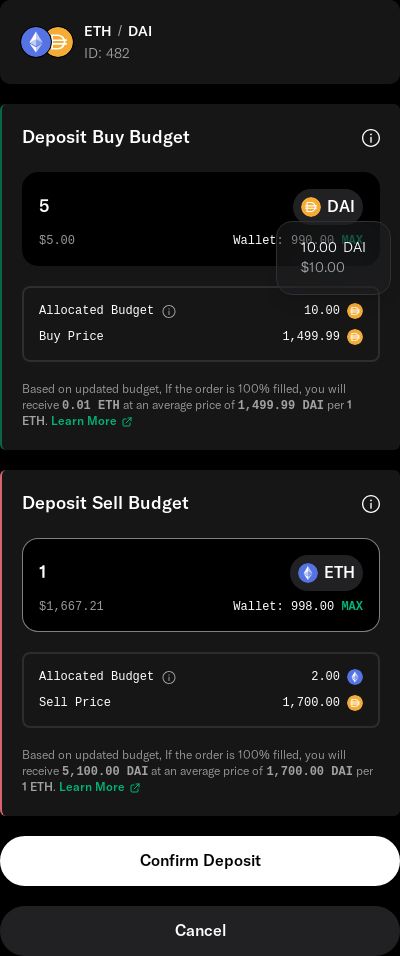 ETH / DAI
ID: 482
Deposit Buy Budget
5
DAI
$5.00
Wallet: 990.00 MAX
10.00 DAI
$10.00
Allocated Budget
10.00
Buy Price
1,499.99
Based on updated budget, If the order is 100% filled, you will
receive 0.01 ETH at an average price of 1,499.99 DAI per 1
ETH. Learn More
Deposit Sell Budget
1
ETH
$1,667.21
Wallet: 998.00 MAX
Allocated Budget
2.00
Sell Price
1,700.00
Based on updated budget, If the order is 100% filled, you will
receive 5,100.00 DAI at an average price of 1,700.00 DAI per
1 ETH. Learn More
Confirm Deposit
Cancel